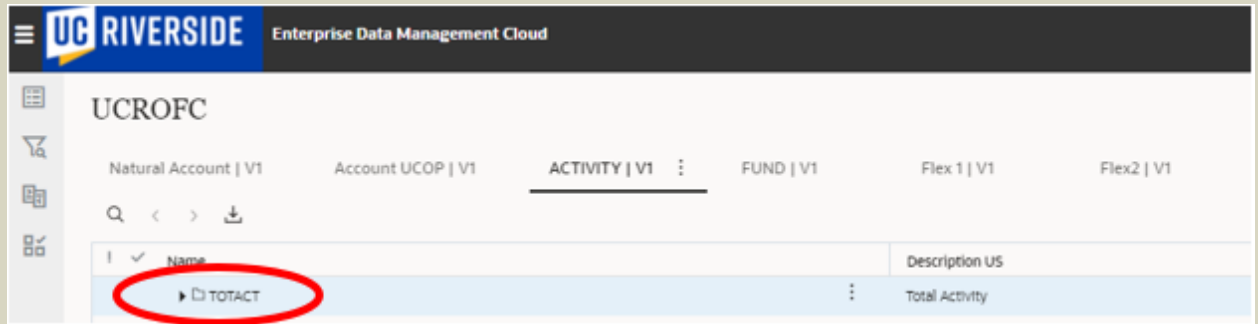 UC RIVERSIDE Enterprise Data Management Cloud
UCROFC
Natural Account | V1 Account UCOP | V1 ACTIVITY | V1 FUND | V1 Flex 1 | V1 Flex2 | V1
! Name Description US
TOTACT Total Activity